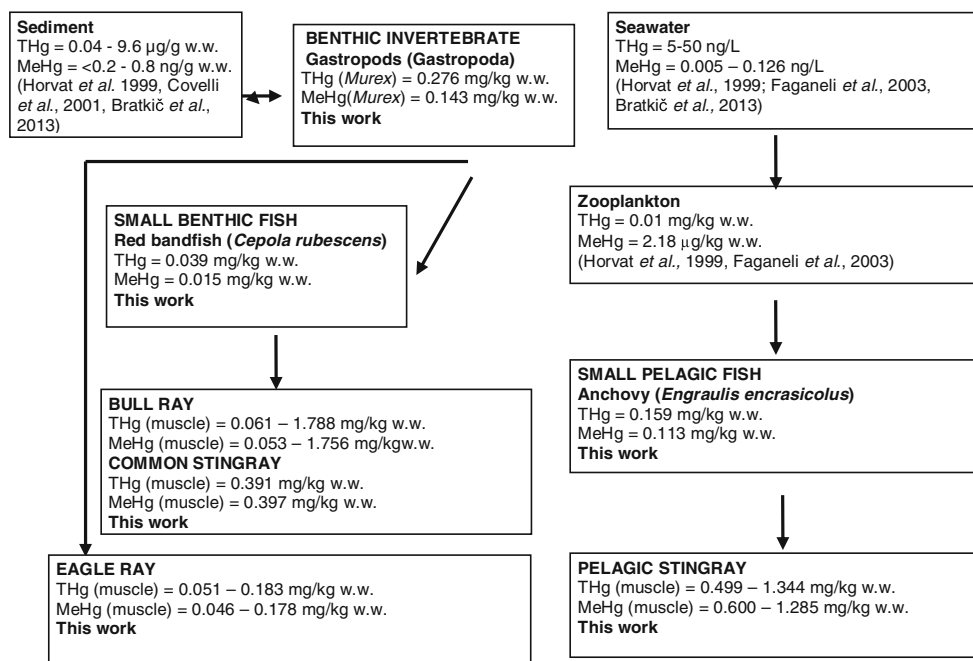 Sediment
THg = 0.04 - 9.6 µg/g w.w.
MeHg = <0.2 - 0.8 ng/g w.w.
(Horvat et al. 1999, Covelli
et al., 2001, Bratkič et al.,
2013)
BENTHIC INVERTEBRATE
Gastropods (Gastropoda)
THg (Murex) = 0.276 mg/kg w.w.
MeHg(Murex) = 0.143 mg/kg w.w.
This work
Seawater
THg = 5-50 ng/L
MeHg = 0.005 – 0.126 ng/L
(Horvat et al., 1999; Faganeli et al., 2003,
Bratkič et al., 2013)
SMALL BENTHIC FISH
Red bandfish (Cepola rubescens)
THg = 0.039 mg/kg w.w.
MeHg = 0.015 mg/kg w.w.
This work
Zooplankton
THg = 0.01 mg/kg w.w.
MeHg = 2.18 µg/kg w.w.
(Horvat et al., 1999, Faganeli et al., 2003)
BULL RAY
THg (muscle) = 0.061 – 1.788 mg/kg w.w.
MeHg (muscle) = 0.053 – 1.756 mg/kgw.w.
COMMON STINGRAY
THg (muscle) = 0.391 mg/kg w.w.
MeHg (muscle) = 0.397 mg/kg w.w.
This work
SMALL PELAGIC FISH
Anchovy (Engraulis encrasicolus)
THg = 0.159 mg/kg w.w.
MeHg = 0.113 mg/kg w.w.
This work
EAGLE RAY
THg (muscle) = 0.051 – 0.183 mg/kg w.w.
MeHg (muscle) = 0.046 – 0.178 mg/kg w.w.
This work
PELAGIC STINGRAY
THg (muscle) = 0.499 – 1.344 mg/kg w.w.
MeHg (muscle) = 0.600 – 1.285 mg/kg w.w.
This work